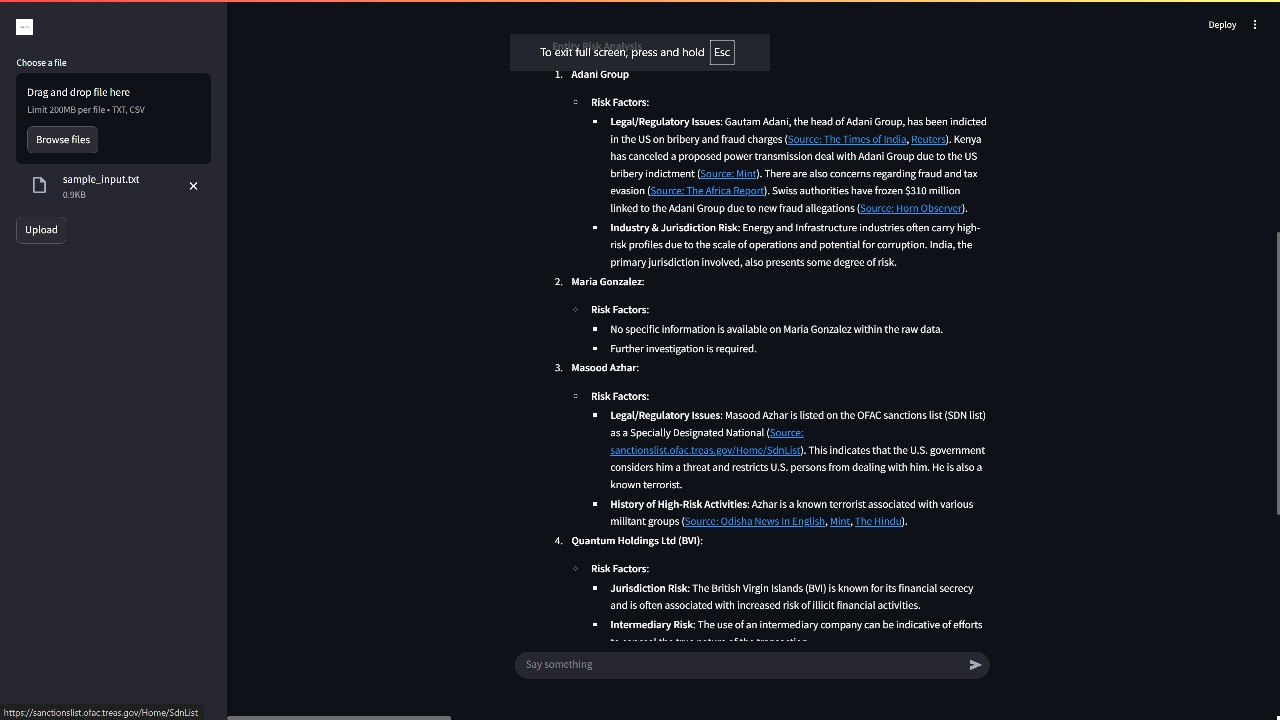 Deploy
Choose a file
Drag and drop file here
Limit 200MB per file • TXT, CSV
Browse files
sample_input.txt
0.9KB
Upload
Entity Risk Analysis
To exit full screen, press and hold Esc
1. Adani Group
Risk Factors:
Legal/Regulatory Issues: Gautam Adani, the head of Adani Group, has been indicted
in the US on bribery and fraud charges (Source: The Times of India, Reuters). Kenya
has canceled a proposed power transmission deal with Adani Group due to the US
bribery indictment (Source: Mint). There are also concerns regarding fraud and tax
evasion (Source: The Africa Report). Swiss authorities have frozen $310 million
linked to the Adani Group due to new fraud allegations (Source: Horn Observer).
Industry & Jurisdiction Risk: Energy and Infrastructure industries often carry high-
risk profiles due to the scale of operations and potential for corruption. India, the
primary jurisdiction involved, also presents some degree of risk.
2. Maria Gonzalez:
Risk Factors:
No specific information is available on Maria Gonzalez within the raw data.
Further investigation is required.
3. Masood Azhar:
Risk Factors:
Legal/Regulatory Issues: Masood Azhar is listed on the OFAC sanctions list (SDN list)
as a Specially Designated National (Source:
sanctionslist.ofac.treas.gov/Home/SdnList). This indicates that the U.S. government
considers him a threat and restricts U.S. persons from dealing with him. He is also a
known terrorist.
History of High-Risk Activities: Azhar is a known terrorist associated with various
militant groups (Source: Odisha News In English, Mint, The Hindu).
4. Quantum Holdings Ltd (BVI):
Risk Factors:
Jurisdiction Risk: The British Virgin Islands (BVI) is known for its financial secrecy
and is often associated with increased risk of illicit financial activities.
Intermediary Risk: The use of an intermediary company can be indicative of efforts
to conceal the true nature of the transaction.
Say something
https://sanctionslist.ofac.treas.gov/Home/SdnList